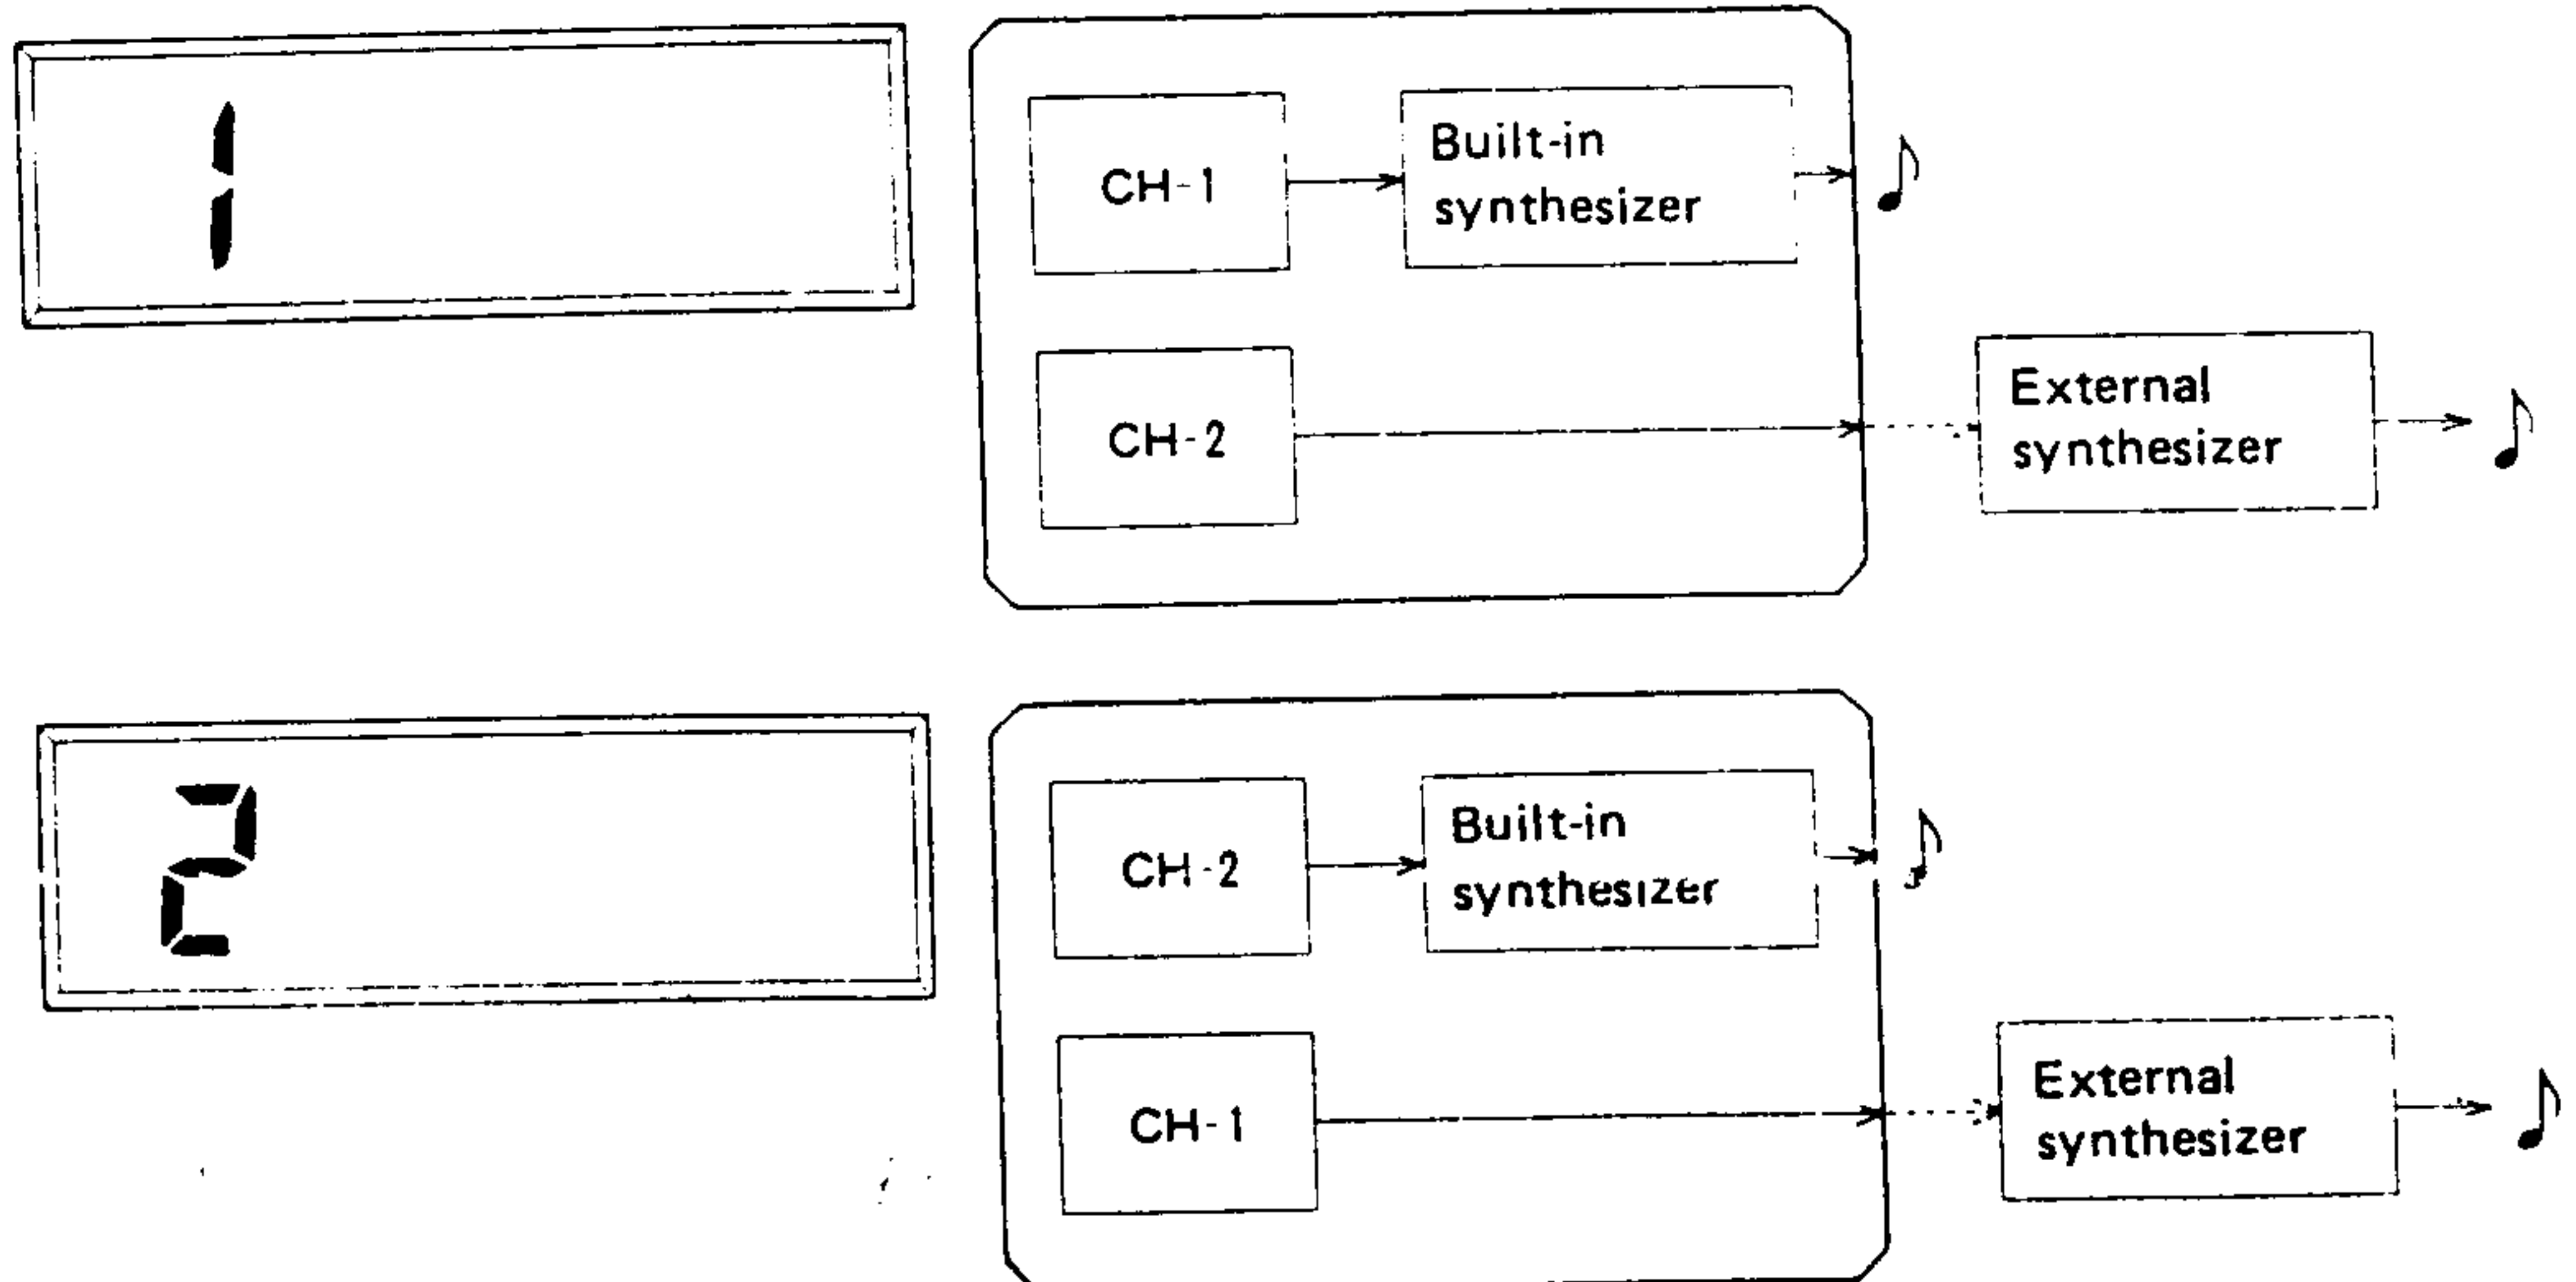 1
CH-1
Built-in
synthesizer
CH-2
External
synthesizer
2
CH-2
Built-in
synthesizer
CH-1
External
synthesizer